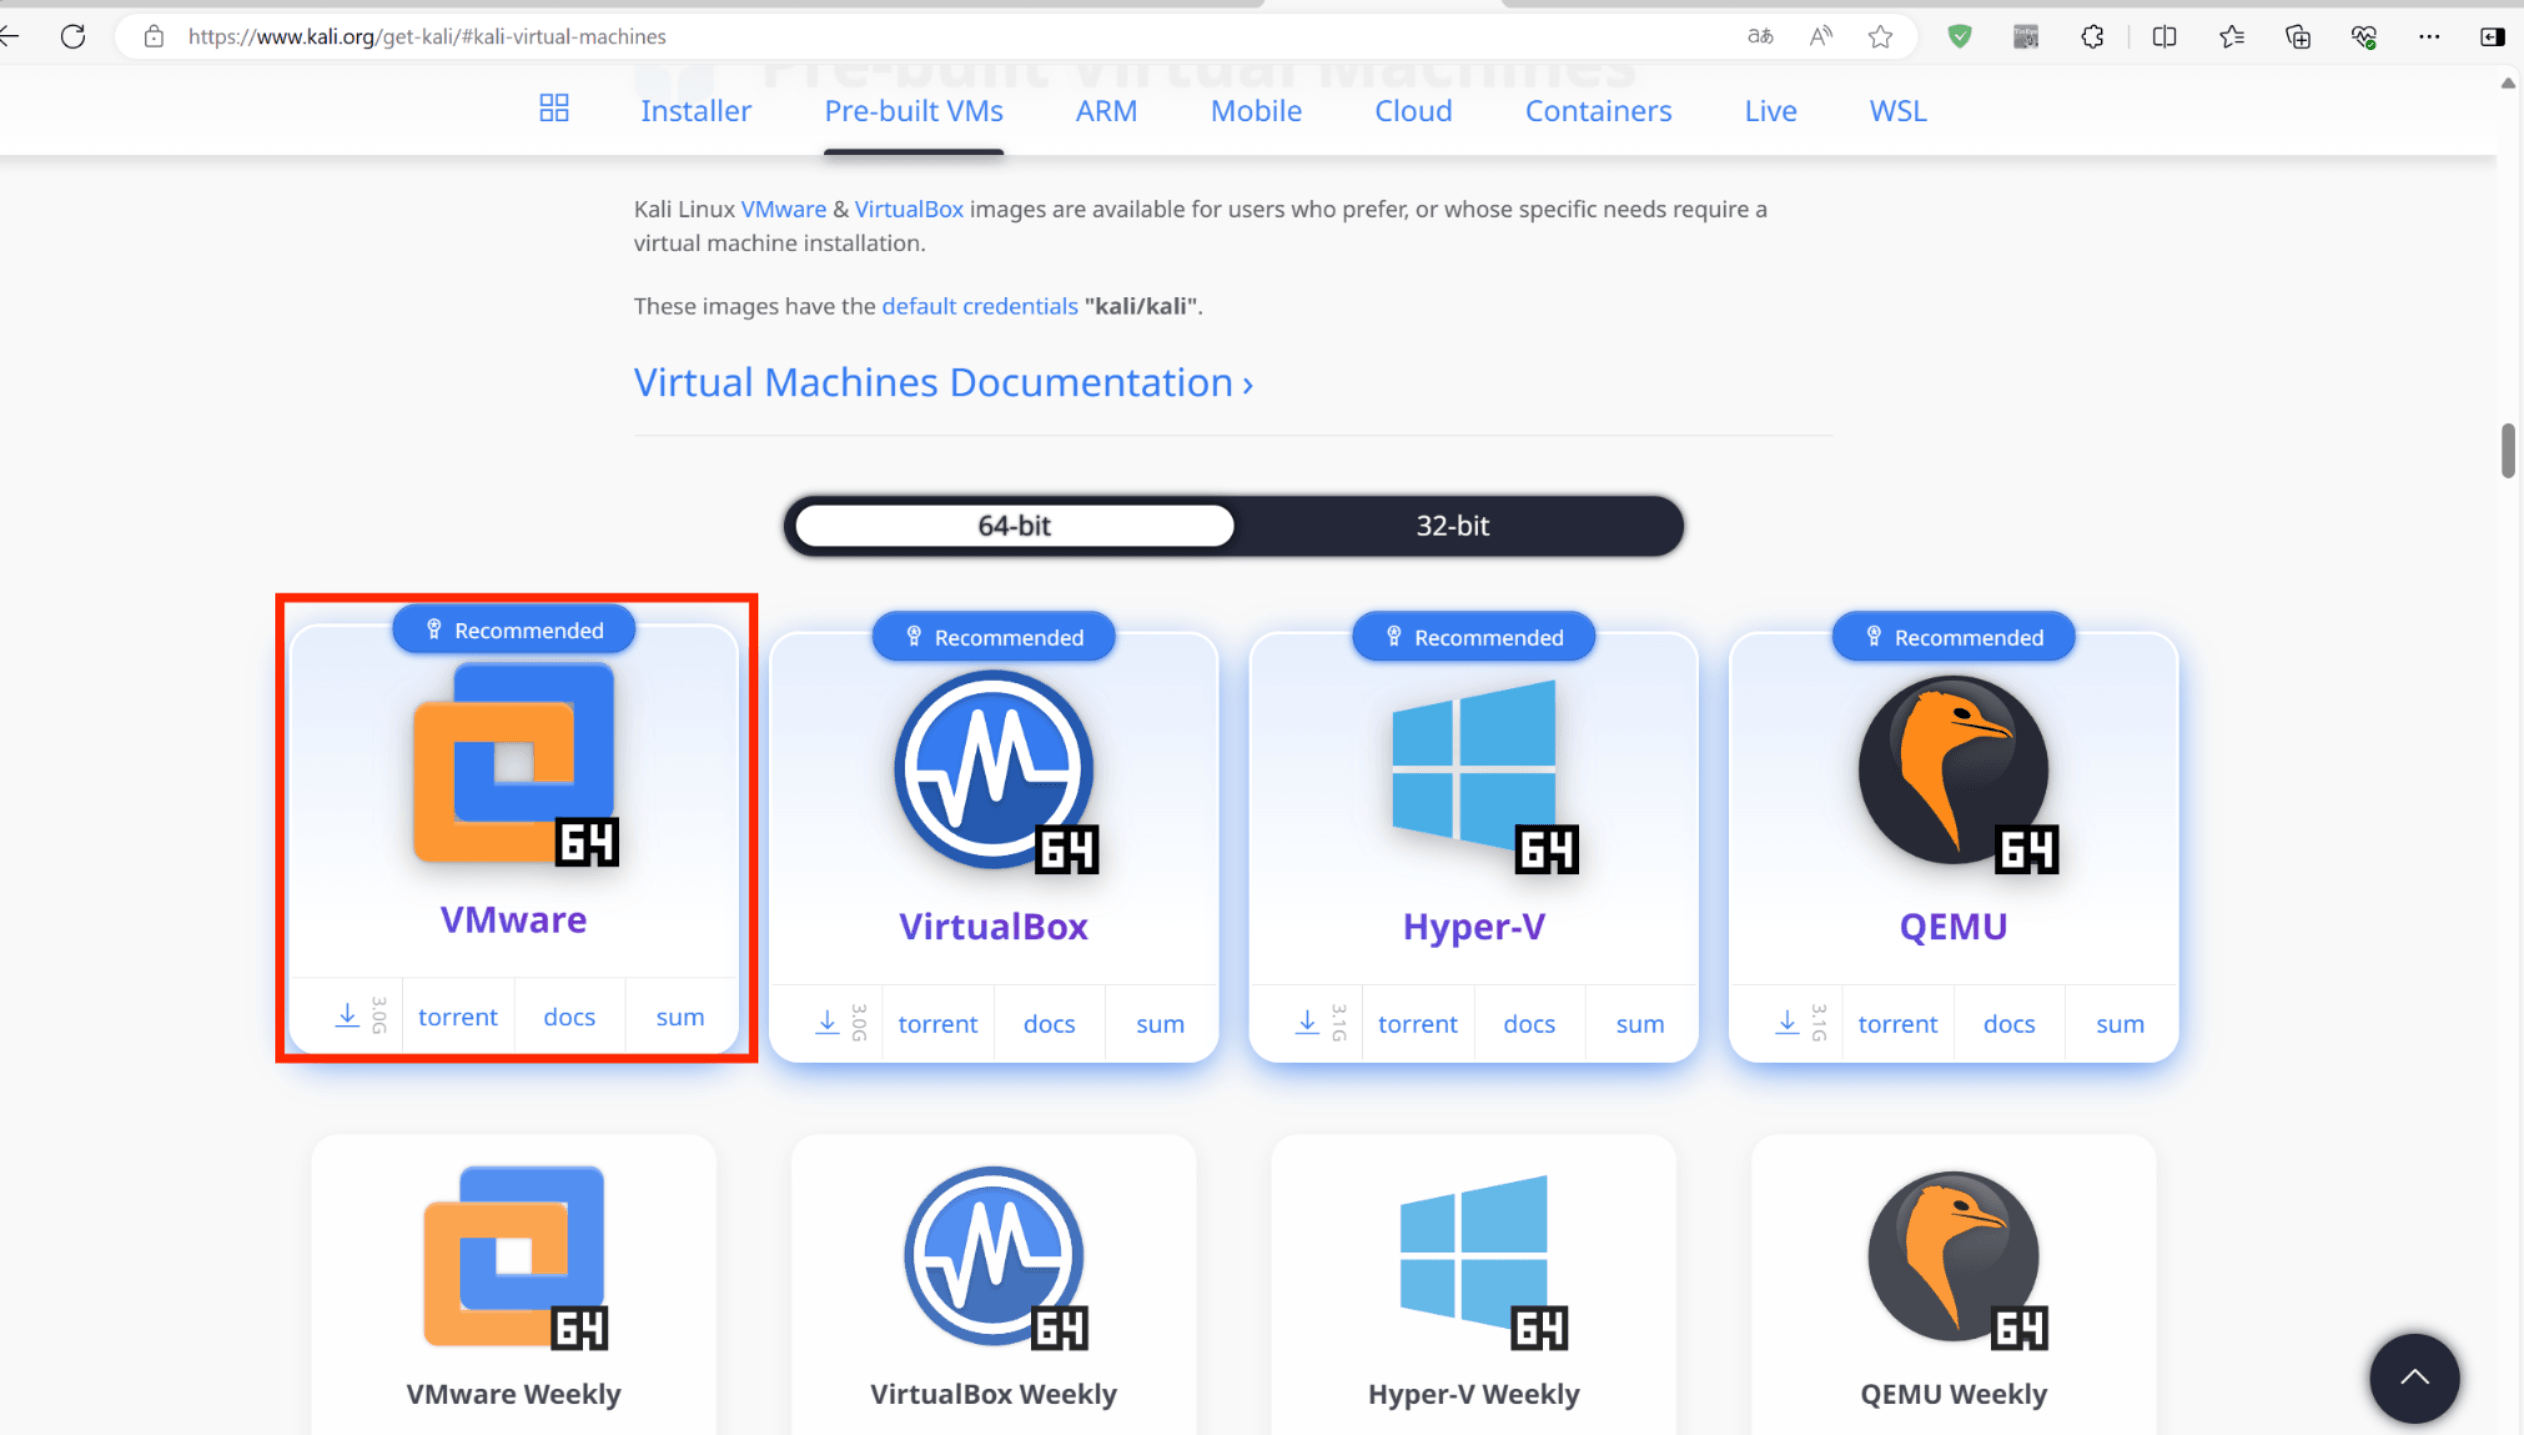 https://www.kali.org/get-kali/#kali-virtual-machines
Pre-built Virtual Machines
Installer
Pre-built VMs
ARM
Mobile
Cloud
Containers
Live
WSL
Kali Linux VMware & VirtualBox images are available for users who prefer, or whose specific needs require a
virtual machine installation.
These images have the default credentials "kali/kali".
Virtual Machines Documentation ›
64-bit
32-bit
Recommended
64
VMware
3.0G
torrent
docs
sum
Recommended
64
VirtualBox
3.0G
torrent
docs
sum
Recommended
64
Hyper-V
3.1G
torrent
docs
sum
Recommended
64
QEMU
3.1G
torrent
docs
sum
64
VMware Weekly
64
VirtualBox Weekly
64
Hyper-V Weekly
64
QEMU Weekly